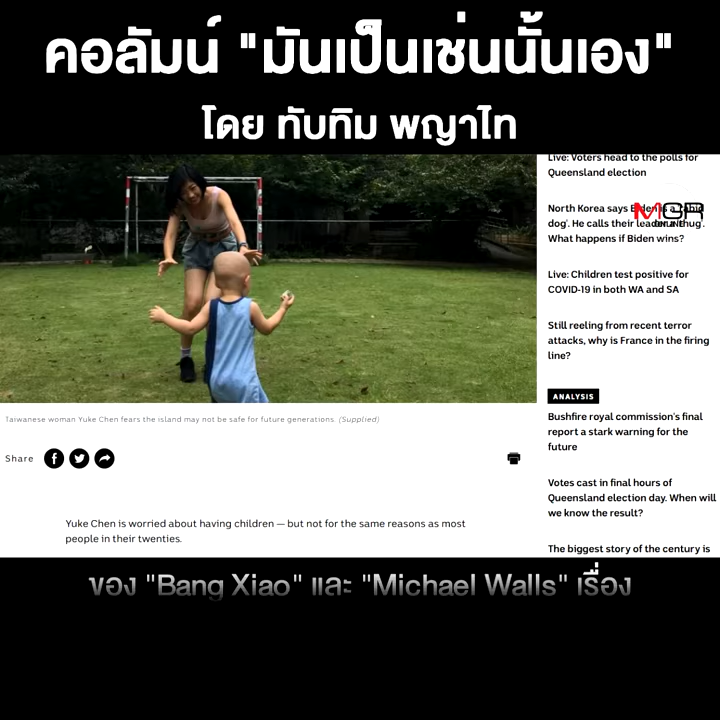 คอลัมน์ "มันเป็นเช่นนั้นเอง"
โดย ทับทิม พญาไท
Live: Voters head to the polls for
Queensland election
North Korea says Biden is a 'rabid
dog'. He calls their leader a 'thug'.
What happens if Biden wins?
MGR
ONLINE
Live: Children test positive for
COVID-19 in both WA and SA
Still reeling from recent terror
attacks, why is France in the firing
line?
ANALYSIS
Bushfire royal commission's final
report a stark warning for the
future
Votes cast in final hours of
Queensland election day. When will
we know the result?
The biggest story of the century is
Taiwanese woman Yuke Chen fears the island may not be safe for future generations. (Supplied)
Share
Yuke Chen is worried about having children — but not for the same reasons as most
people in their twenties.
ของ "Bang Xiao" และ "Michael Walls" เรื่อง